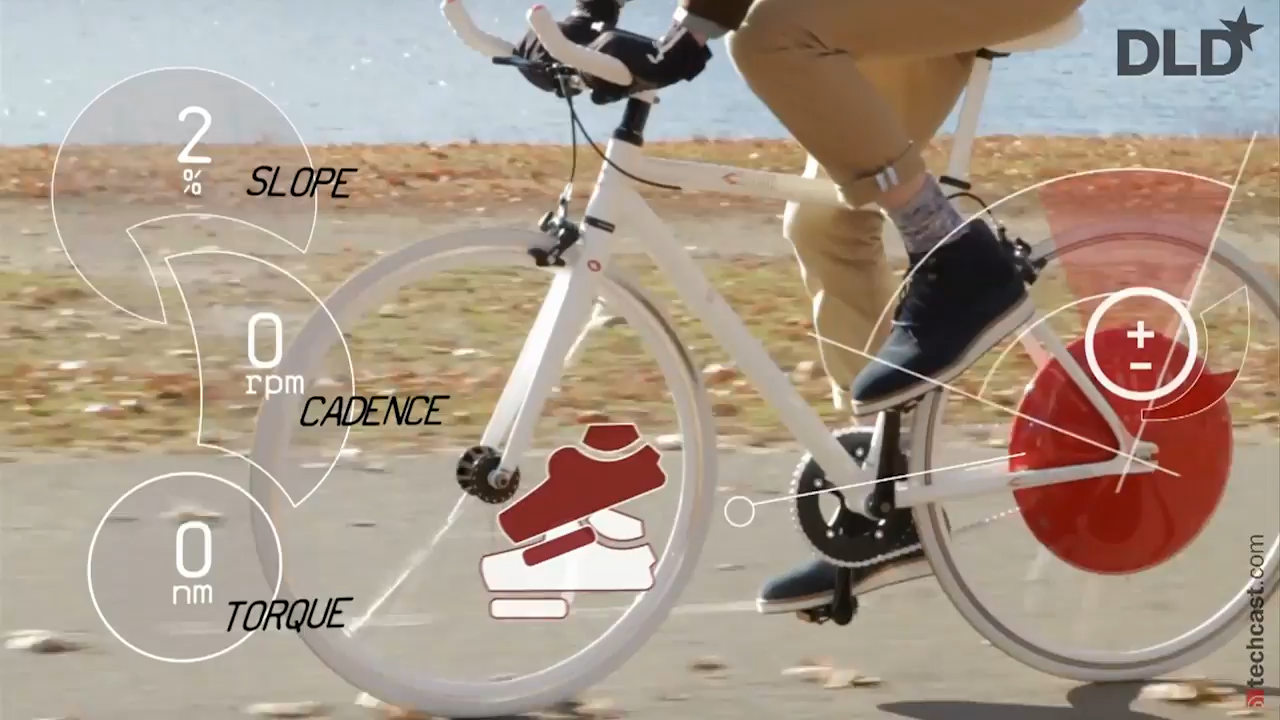 DLD
2
%
SLOPE
0
rpm
CADENCE
0
nm
TORQUE
+
-
techcast.com